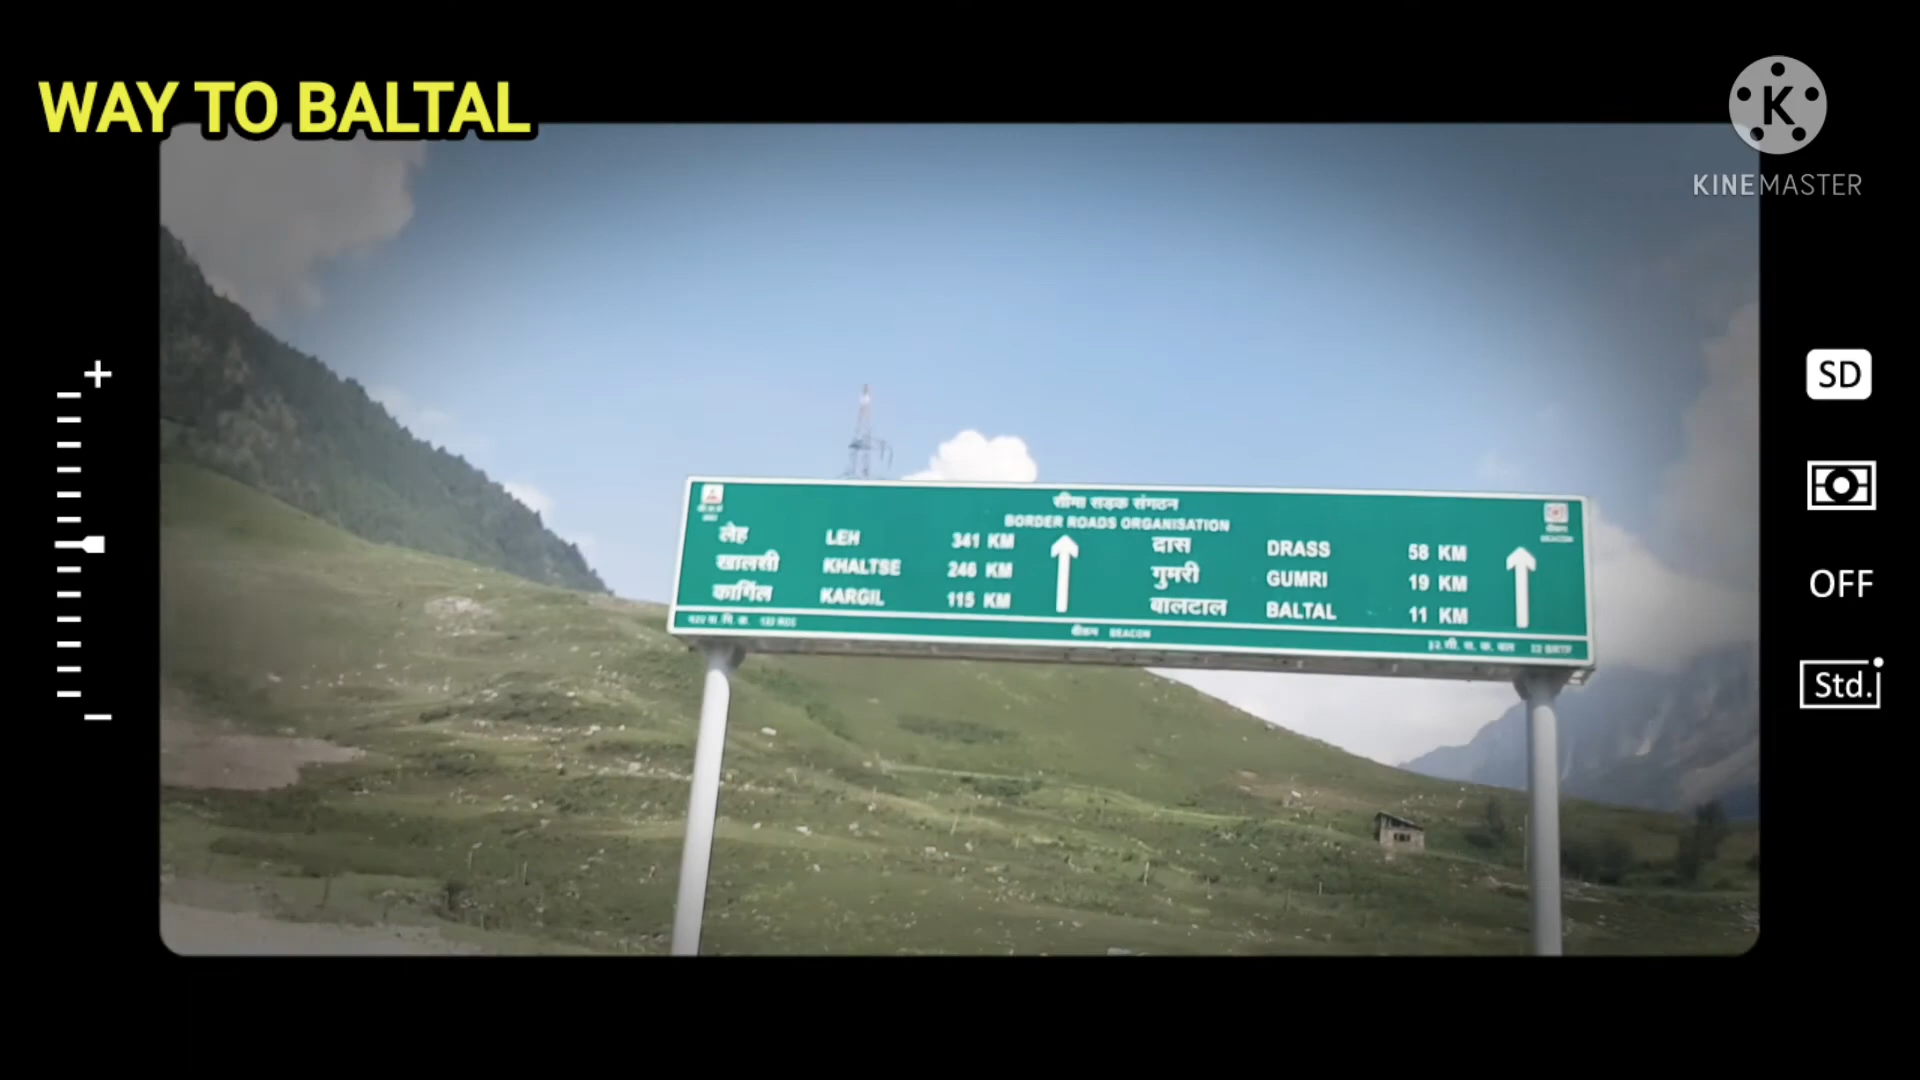 WAY TO BALTAL
KINEMASTER
SD
OFF
Std.
सीमा सड़क संगठन
BORDER ROADS ORGANISATION
लेह LEH 341 KM
खालसी KHALTSE 246 KM
कारगिल KARGIL 115 KM
द्रास DRASS 58 KM
गुमरी GUMRI 19 KM
बालटाल BALTAL 11 KM
बीकन BEACON